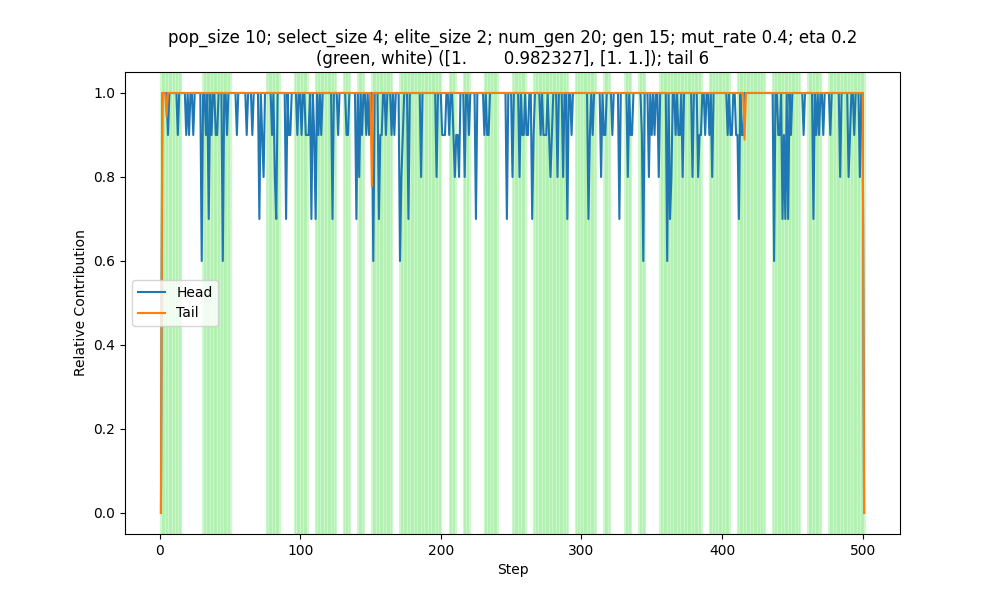 pop_size 10; select_size 4; elite_size 2; num_gen 20; gen 15; mut_rate 0.4; eta 0.2
(green, white) ([1.       0.982327], [1. 1.]); tail 6
1.0
0.8
0.6
0.4
0.2
0.0
Relative Contribution
Head
Tail
0
100
200
300
400
500
Step